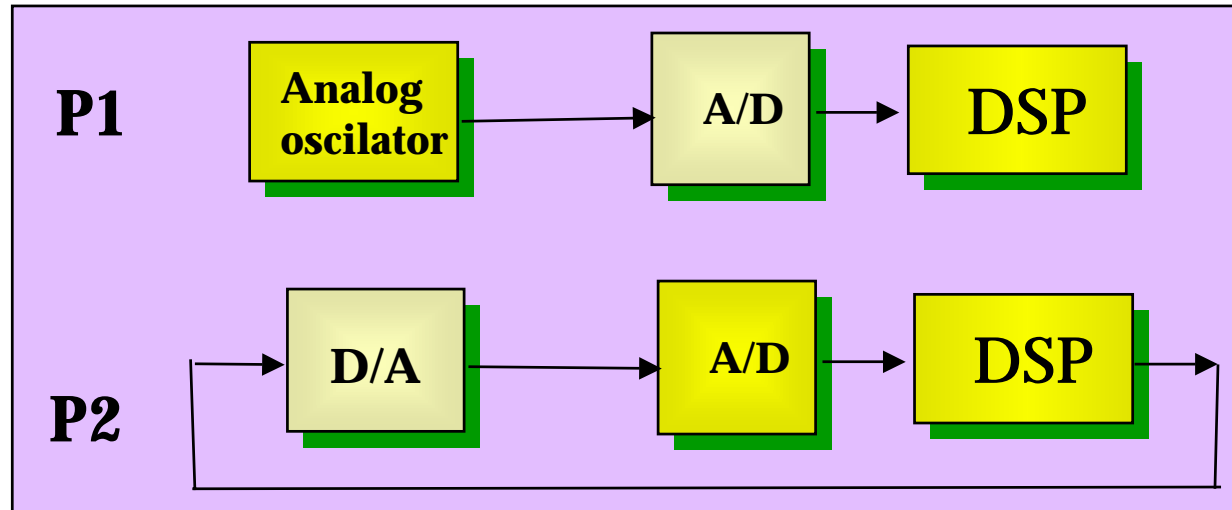 P1
Analog
oscilator
A/D
DSP
P2
D/A
A/D
DSP